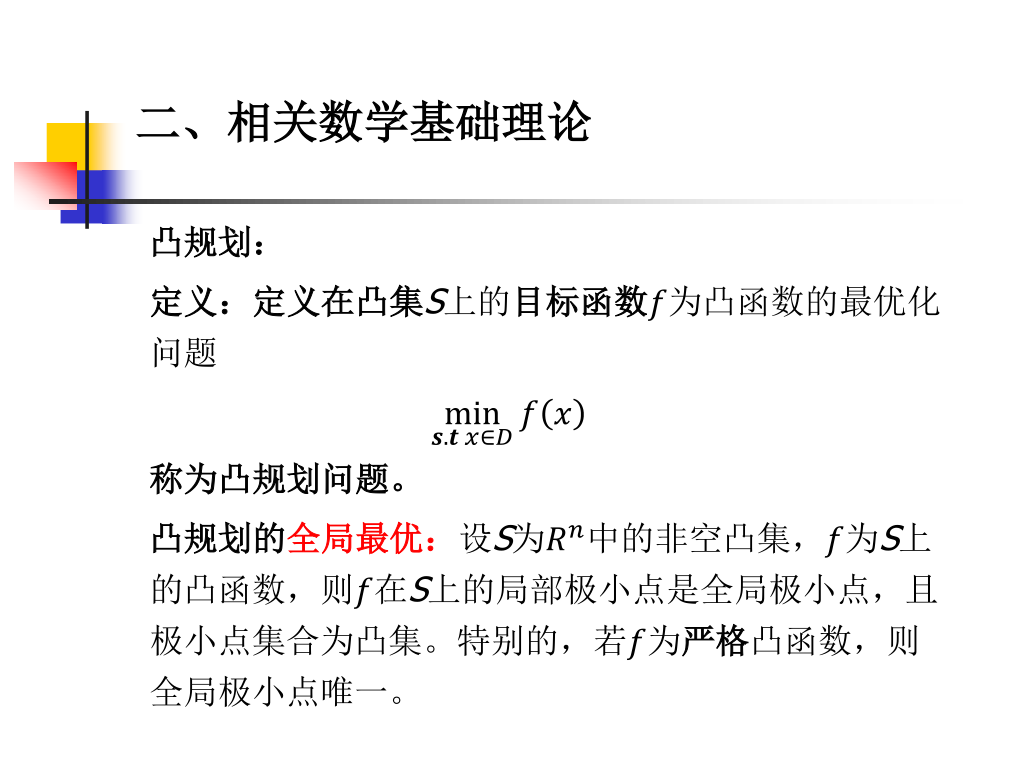 二、相关数学基础理论
凸规划：
定义：定义在凸集S上的目标函数f为凸函数的最优化
问题
min f(x)
s.t x∈D
称为凸规划问题。
凸规划的全局最优：设S为Rⁿ中的非空凸集，f为S上
的凸函数，则f在S上的局部极小点是全局极小点，且
极小点集合为凸集。特别的，若f为严格凸函数，则
全局极小点唯一。